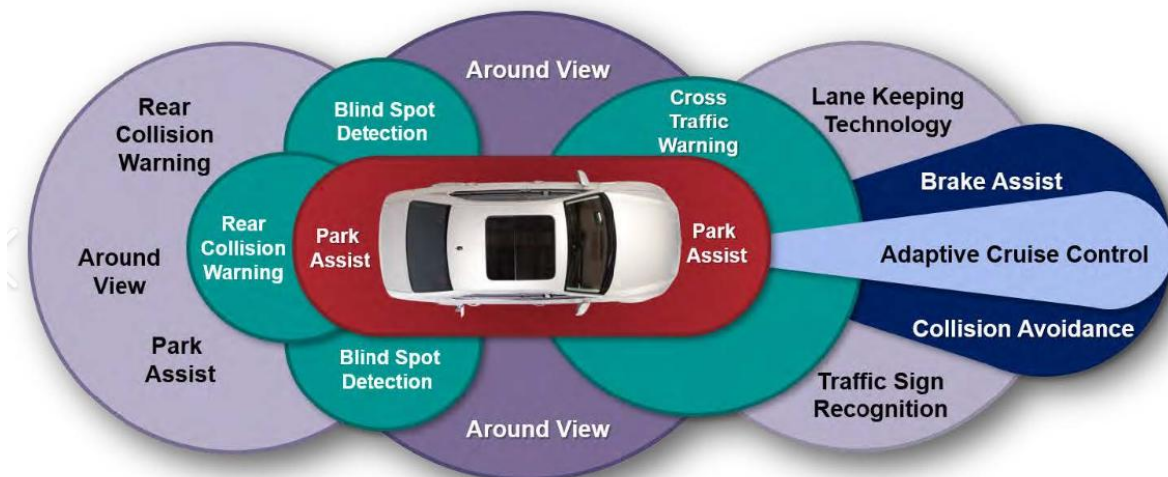 Around View
Rear
Collision
Warning
Blind Spot
Detection
Cross
Traffic
Warning
Lane Keeping
Technology
Brake Assist
Rear
Collision
Warning
Park
Assist
Park
Assist
Around
View
Adaptive Cruise Control
Collision Avoidance
Park
Assist
Blind Spot
Detection
Traffic Sign
Recognition
Around View